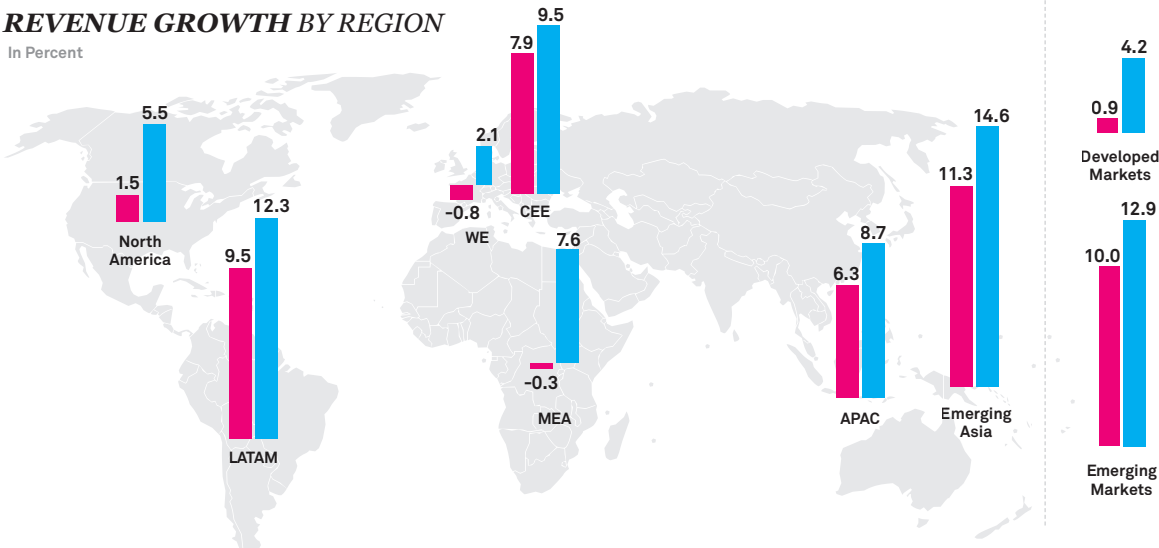 REVENUE GROWTH BY REGION
In Percent
1.5
5.5
North
America
9.5
12.3
LATAM
-0.8
2.1
WE
7.9
9.5
CEE
-0.3
7.6
MEA
6.3
8.7
APAC
11.3
14.6
Emerging
Asia
0.9
4.2
Developed
Markets
10.0
12.9
Emerging
Markets